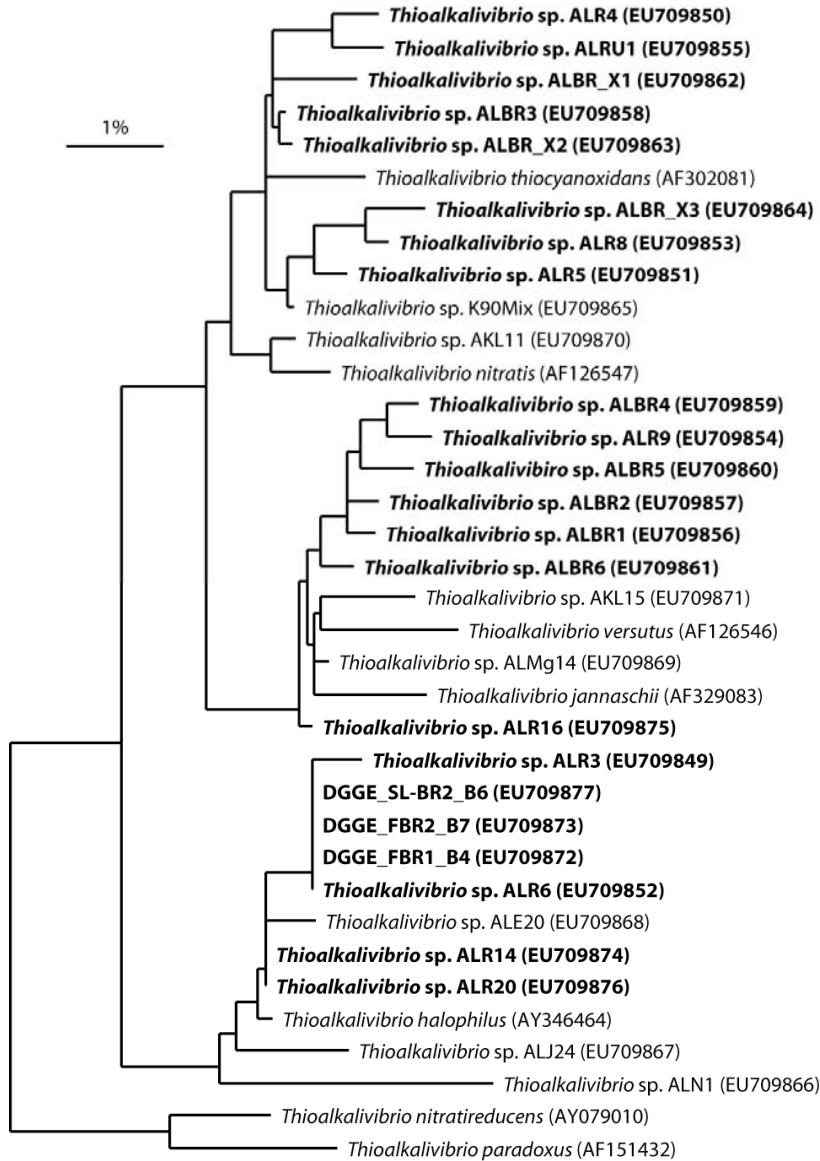 Thioalkalivibrio sp. ALR4 (EU709850)
Thioalkalivibrio sp. ALRU1 (EU709855)
Thioalkalivibrio sp. ALBR_X1 (EU709862)
1%
Thioalkalivibrio sp. ALBR3 (EU709858)
Thioalkalivibrio sp. ALBR_X2 (EU709863)
Thioalkalivibrio thiocyanoxidans (AF302081)
Thioalkalivibrio sp. ALBR_X3 (EU709864)
Thioalkalivibrio sp. ALR8 (EU709853)
Thioalkalivibrio sp. ALR5 (EU709851)
Thioalkalivibrio sp. K90Mix (EU709865)
Thioalkalivibrio sp. AKL11 (EU709870)
Thioalkalivibrio nitratis (AF126547)
Thioalkalivibrio sp. ALBR4 (EU709859)
Thioalkalivibrio sp. ALR9 (EU709854)
Thioalkalivibiro sp. ALBR5 (EU709860)
Thioalkalivibrio sp. ALBR2 (EU709857)
Thioalkalivibrio sp. ALBR1 (EU709856)
Thioalkalivibrio sp. ALBR6 (EU709861)
Thioalkalivibrio sp. AKL15 (EU709871)
Thioalkalivibrio versutus (AF126546)
Thioalkalivibrio sp. ALMg14 (EU709869)
Thioalkalivibrio jannaschii (AF329083)
Thioalkalivibrio sp. ALR16 (EU709875)
Thioalkalivibrio sp. ALR3 (EU709849)
DGGE_SL-BR2_B6 (EU709877)
DGGE_FBR2_B7 (EU709873)
DGGE_FBR1_B4 (EU709872)
Thioalkalivibrio sp. ALR6 (EU709852)
Thioalkalivibrio sp. ALE20 (EU709868)
Thioalkalivibrio sp. ALR14 (EU709874)
Thioalkalivibrio sp. ALR20 (EU709876)
Thioalkalivibrio halophilus (AY346464)
Thioalkalivibrio sp. ALJ24 (EU709867)
Thioalkalivibrio sp. ALN1 (EU709866)
Thioalkalivibrio nitratireducens (AY079010)
Thioalkalivibrio paradoxus (AF151432)